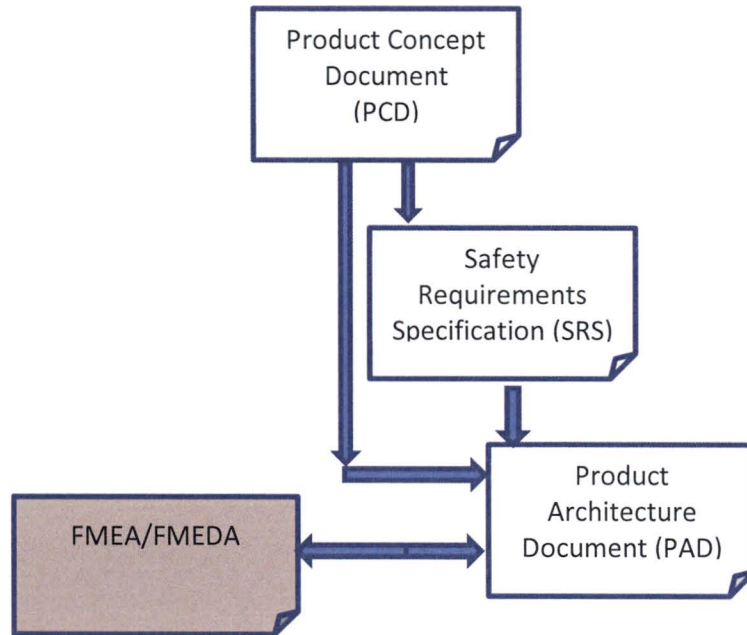 Product Concept
Document
(PCD)
Safety
Requirements
Specification (SRS)
Product
Architecture
Document (PAD)
FMEA/FMEDA